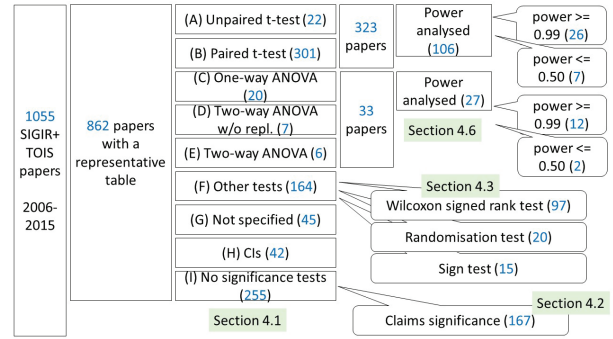 1055
SIGIR+
TOIS
papers
2006-
2015
862 papers
with a
representative
table
(A) Unpaired t-test (22)
(B) Paired t-test (301)
(C) One-way ANOVA
(20)
(D) Two-way ANOVA
w/o repl. (7)
(E) Two-way ANOVA (6)
(F) Other tests (164)
(G) Not specified (45)
(H) CIs (42)
(I) No significance tests
(255)
Section 4.1
323
papers
33
papers
Power
analysed
(106)
Power
analysed (27)
Section 4.6
power >=
0.99 (26)
power <=
0.50 (7)
power >=
0.99 (12)
power <=
0.50 (2)
Section 4.3
Wilcoxon signed rank test (97)
Randomisation test (20)
Sign test (15)
Section 4.2
Claims significance (167)